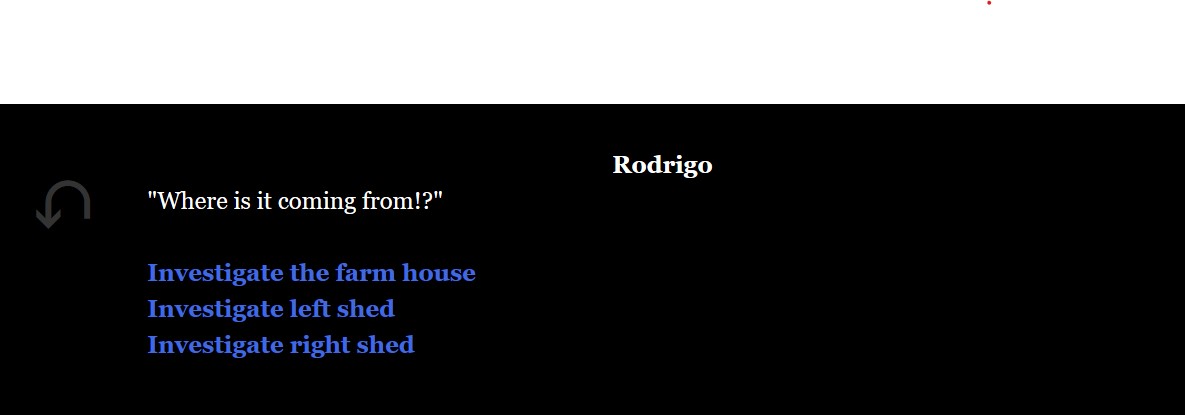 Rodrigo
"Where is it coming from!?"
Investigate the farm house
Investigate left shed
Investigate right shed